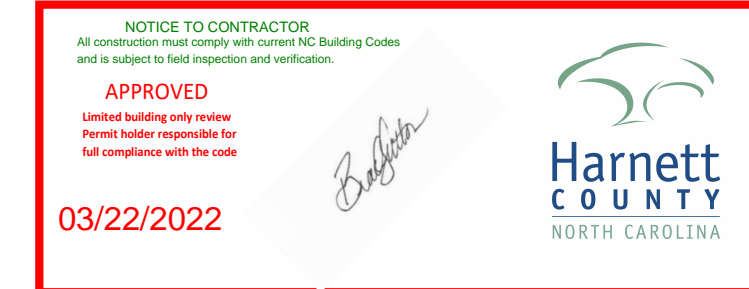 NOTICE TO CONTRACTOR
All construction must comply with current NC Building Codes
and is subject to field inspection and verification.
APPROVED
Limited building only review
Permit holder responsible for
full compliance with the code
03/22/2022
Harnett
COUNTY
NORTH CAROLINA